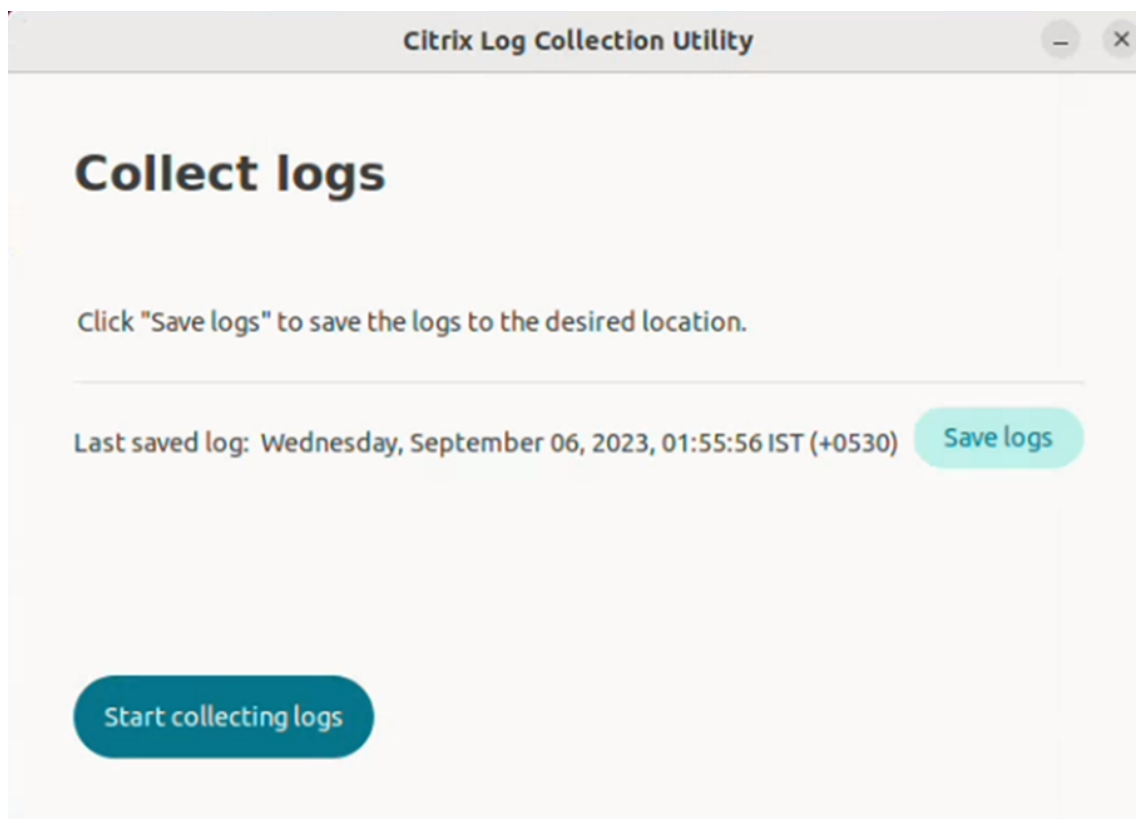 Citrix Log Collection Utility
Collect logs
Click "Save logs" to save the logs to the desired location.
Last saved log: Wednesday, September 06, 2023, 01:55:56 IST (+0530) Save logs
Start collecting logs